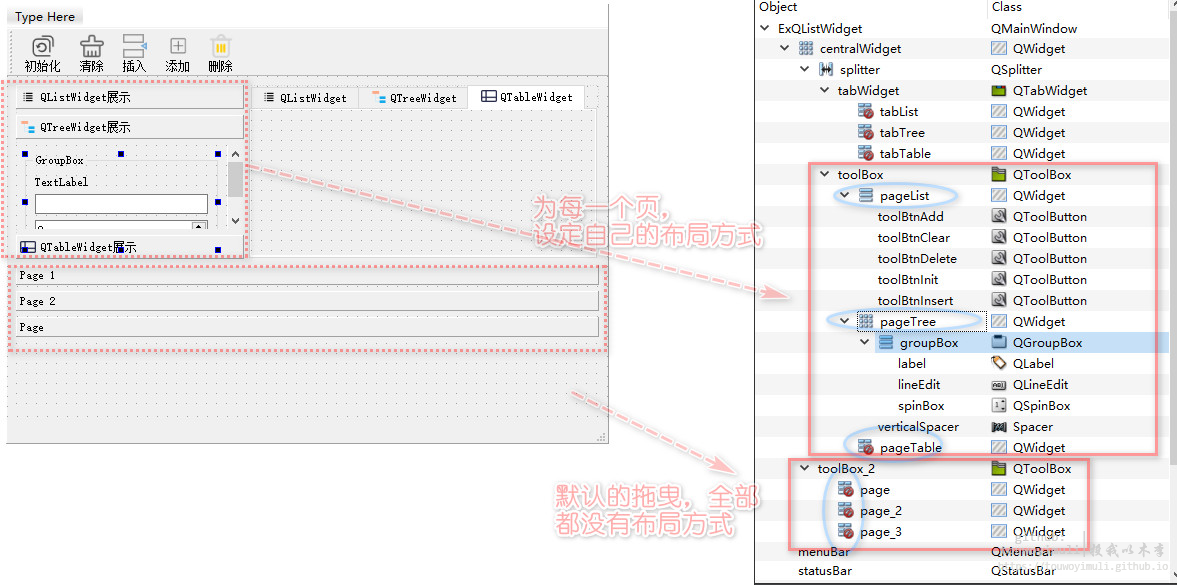 Type Here
初始化 清除 插入 添加 删除
QListWidget展示
QTreeWidget展示
GroupBox
TextLabel
QTableWidget展示
QListWidget QTreeWidget QTableWidget
Page 1
Page 2
Page
为每一个页,
设定自己的布局方式
默认的拖曳,全部
都没有布局方式
Object Class
ExQListWidget QMainWindow
centralWidget QWidget
splitter QSplitter
tabWidget QTabWidget
tabList QWidget
tabTree QWidget
tabTable QWidget
toolBox QToolBox
pageList QWidget
toolBtnAdd QToolButton
toolBtnClear QToolButton
toolBtnDelete QToolButton
toolBtnInit QToolButton
toolBtnInsert QToolButton
pageTree QWidget
groupBox QGroupBox
label QLabel
lineEdit QLineEdit
spinBox QSpinBox
verticalSpacer Spacer
pageTable QWidget
toolBox_2 QToolBox
page QWidget
page_2 QWidget
page_3 QWidget
menuBar QMenuBar
statusBar QStatusBar